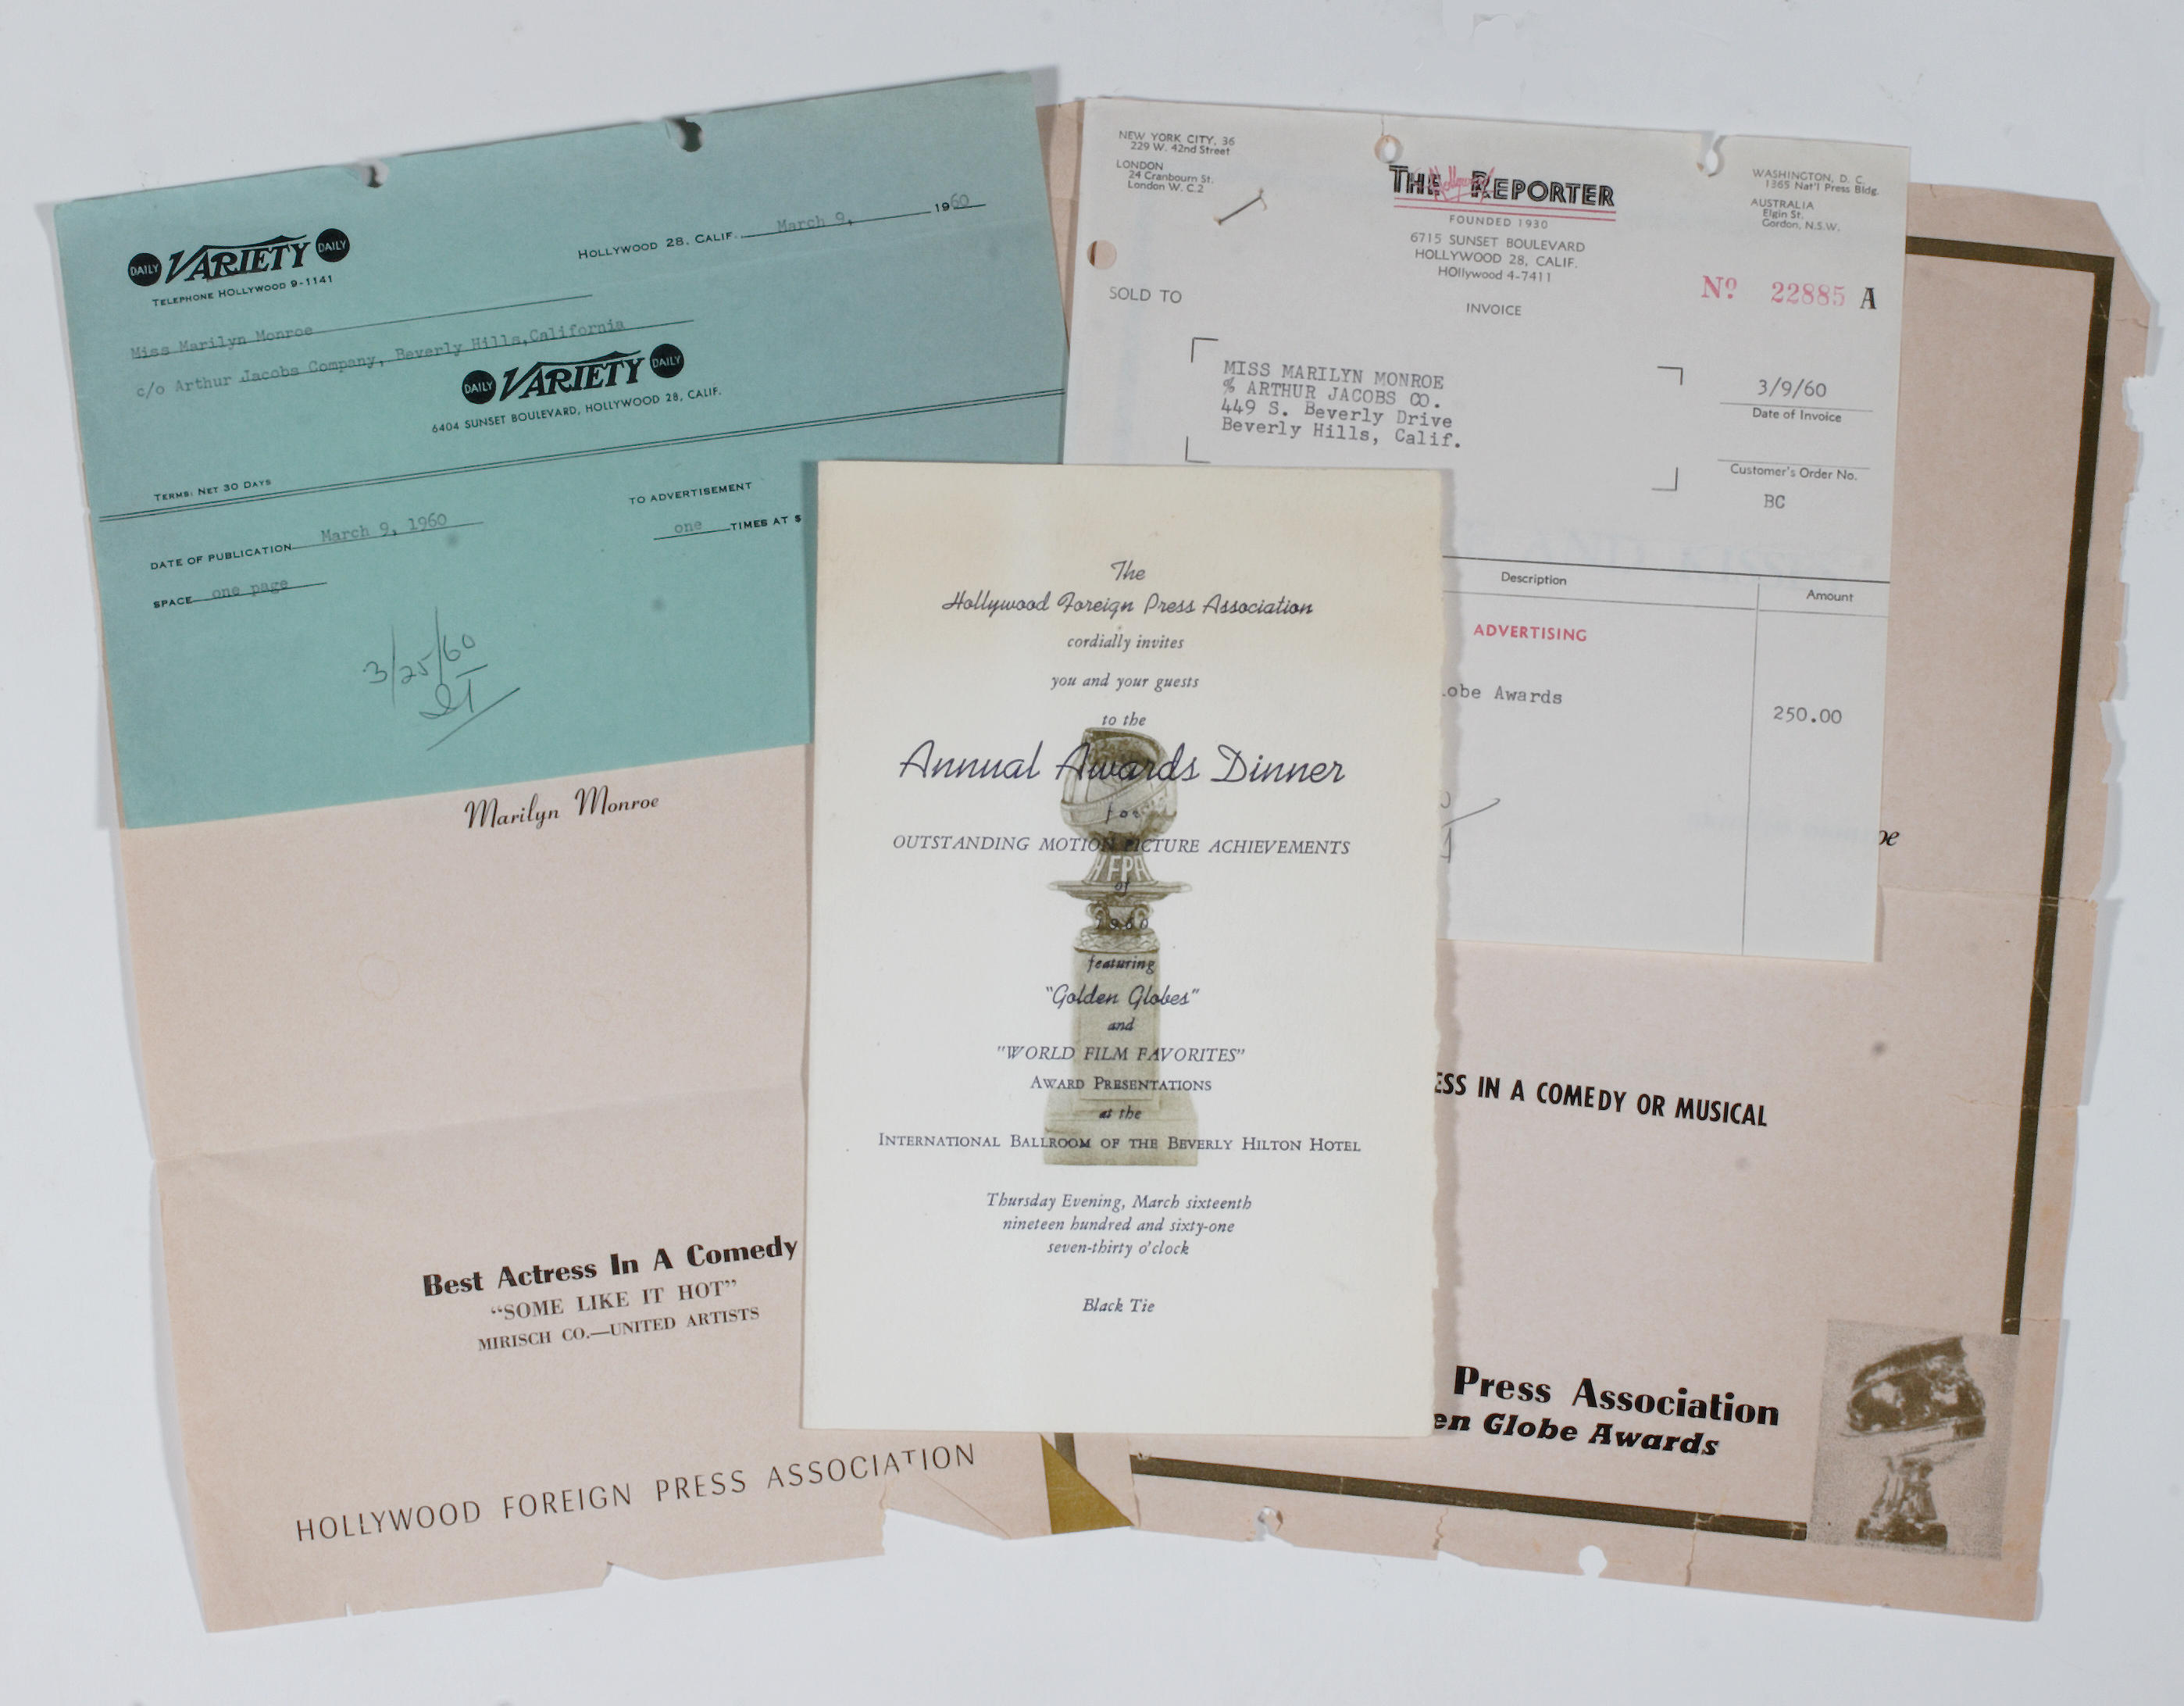 DAILY VARIETY DAILY
TELEPHONE HOLLYWOOD 9-1141
HOLLYWOOD 28, CALIF. March 9, 1960
Miss Marilyn Monroe
c/o Arthur Jacobs Company, Beverly Hills, California
DAILY VARIETY DAILY
6404 SUNSET BOULEVARD, HOLLYWOOD 28, CALIF.
TERMS: NET 30 DAYS
TO ADVERTISEMENT
DATE OF PUBLICATION March 9, 1960
one TIMES AT $
SPACE one page
3/25/60
Marilyn Monroe
Best Actress In A Comedy
“SOME LIKE IT HOT”
MIRISCH CO.—UNITED ARTISTS
HOLLYWOOD FOREIGN PRESS ASSOCIATION
NEW YORK CITY, 36
229 W. 42nd Street
LONDON
24 Cranbourn St.
London W. C.2
THE Hollywood REPORTER
FOUNDED 1930
6715 SUNSET BOULEVARD
HOLLYWOOD 28, CALIF.
HOllywood 4-7411
INVOICE
WASHINGTON, D. C.
1365 Nat'l Press Bldg.
AUSTRALIA
Elgin St.
Gordon, N.S.W.
Nº 22885 A
SOLD TO
MISS MARILYN MONROE
% ARTHUR JACOBS CO.
449 S. Beverly Drive
Beverly Hills, Calif.
3/9/60
Date of Invoice
Customer's Order No.
BC
Description
Amount
ADVERTISING
obe Awards
250.00
The
Hollywood Foreign Press Association
cordially invites
you and your guests
to the
Annual Awards Dinner
for
OUTSTANDING MOTION PICTURE ACHIEVEMENTS
HFPA
of
1960
featuring
"Golden Globes"
and
"WORLD FILM FAVORITES"
AWARD PRESENTATIONS
at the
INTERNATIONAL BALLROOM OF THE BEVERLY HILTON HOTEL
Thursday Evening, March sixteenth
nineteen hundred and sixty-one
seven-thirty o'clock
Black Tie
oe
ESS IN A COMEDY OR MUSICAL
Press Association
en Globe Awards